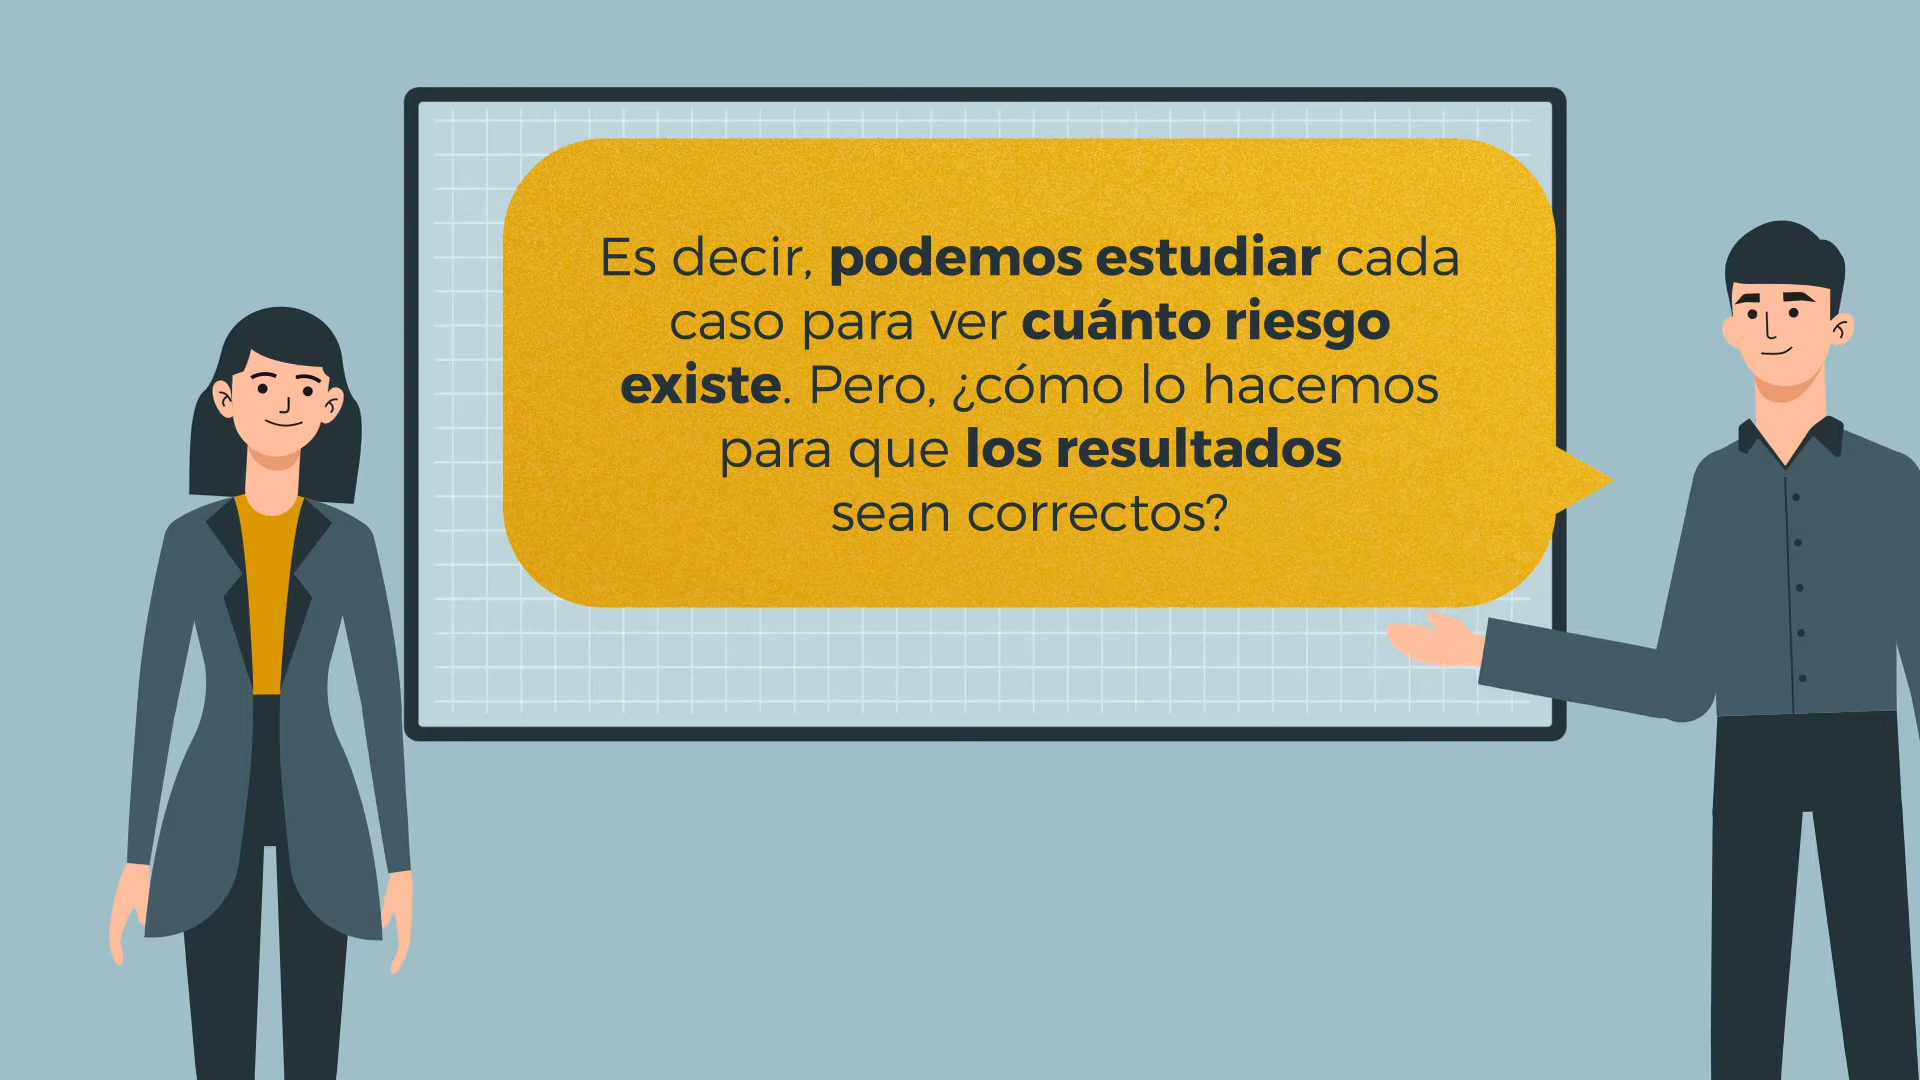 Es decir, podemos estudiar cada
caso para ver cuánto riesgo
existe. Pero, ¿cómo lo hacemos
para que los resultados
sean correctos?